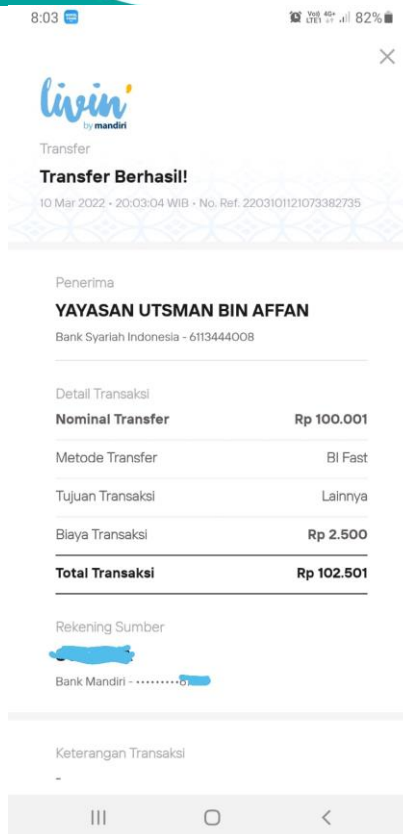 8:03
Vo)) 4G+ LTE1 82%
livin'
by mandiri
Transfer
Transfer Berhasil!
10 Mar 2022 • 20:03:04 WIB • No. Ref. 2203101121073382735
Penerima
YAYASAN UTSMAN BIN AFFAN
Bank Syariah Indonesia - 6113444008
Detail Transaksi
Nominal Transfer Rp 100.001
Metode Transfer BI Fast
Tujuan Transaksi Lainnya
Biaya Transaksi Rp 2.500
Total Transaksi Rp 102.501
Rekening Sumber
Bank Mandiri - •••••••••
Keterangan Transaksi
-